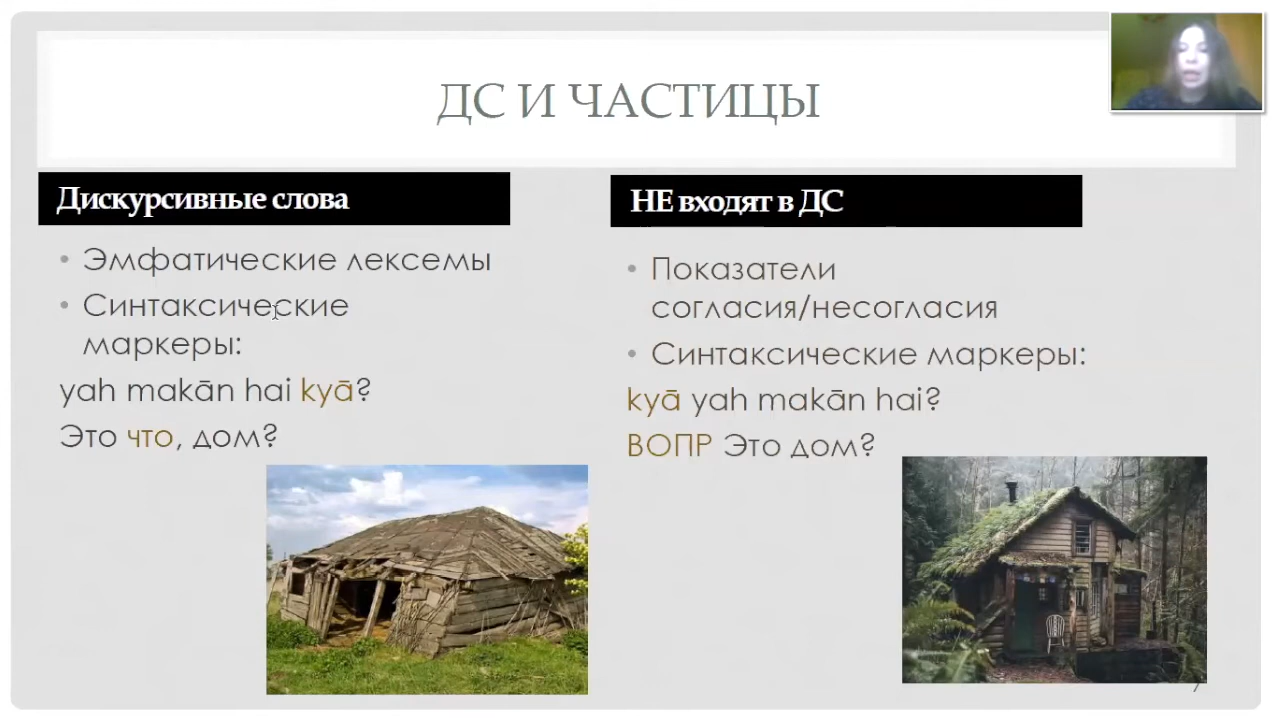 ДС И ЧАСТИЦЫ
Дискурсивные слова
• Эмфатические лексемы
• Синтаксические
маркеры:
yah makān hai kyā?
Это что, дом?
НЕ входят в ДС
• Показатели
согласия/несогласия
• Синтаксические маркеры:
kyā yah makān hai?
ВОПР Это дом?